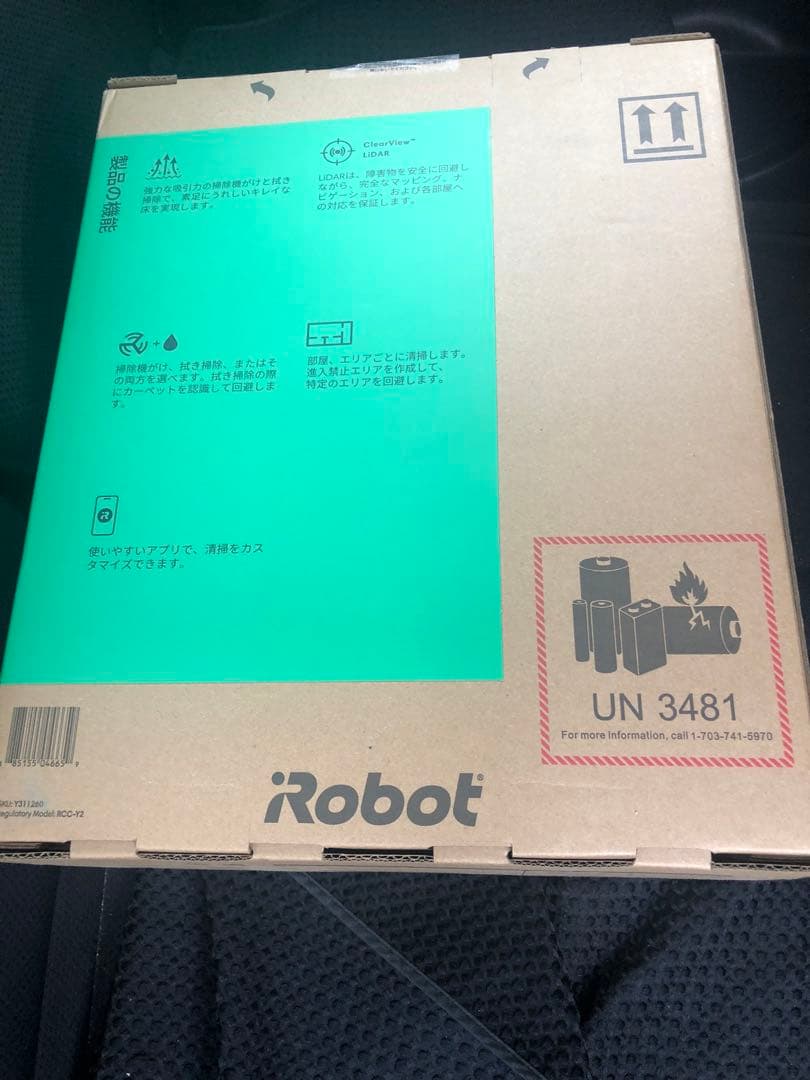 製品の機能
強力な吸引力の掃除機がけと拭き
掃除で、素足にうれしいキレイな
床を実現します。
ClearView™
LiDAR
LiDARは、障害物を安全に回避し
ながら、完全なマッピング、ナ
ビゲーション、および各部屋へ
の対応を保証します。
掃除機がけ、拭き掃除、またはそ
の両方を選べます。拭き掃除の際
にカーペットを認識して回避しま
す。
部屋、エリアごとに清掃します。
進入禁止エリアを作成して、
特定のエリアを回避します。
使いやすいアプリで、清掃をカス
タマイズできます。
UN 3481
For more information, call 1-703-741-5970
85155 04665 9
SKU: Y311260
Regulatory Model: RCC-Y2
iRobot®